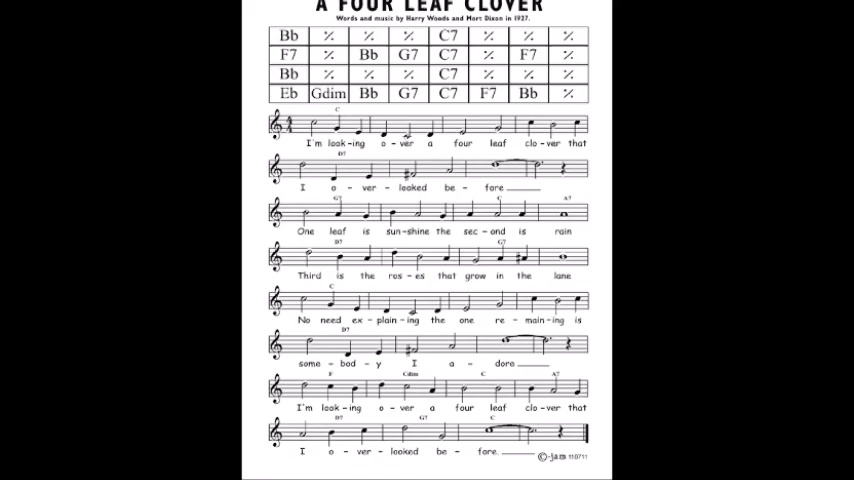 A FOUR LEAF CLOVER
Words and music by Harry Woods and Mort Dixon in 1927.
Bb ٪ ٪ ٪ C7 ٪ ٪ ٪
F7 ٪ Bb G7 C7 ٪ F7 ٪
Bb ٪ ٪ ٪ C7 ٪ ٪ ٪
Eb Gdim Bb G7 C7 F7 Bb ٪
C
I'm look-ing o-ver a four leaf clo-ver that
D7
I o-ver-looked be-fore
G7 C A7
One leaf is sun-shine the sec-ond is rain
D7 G7
Third is the ros-es that grow in the lane
C
No need ex-plain-ing the one re-main-ing is
D7
some-bod-y I a-dore
F Cdim C A7
I'm look-ing o-ver a four leaf clo-ver that
D7 G7 C
I o-ver-looked be-fore.
©-jam 110711